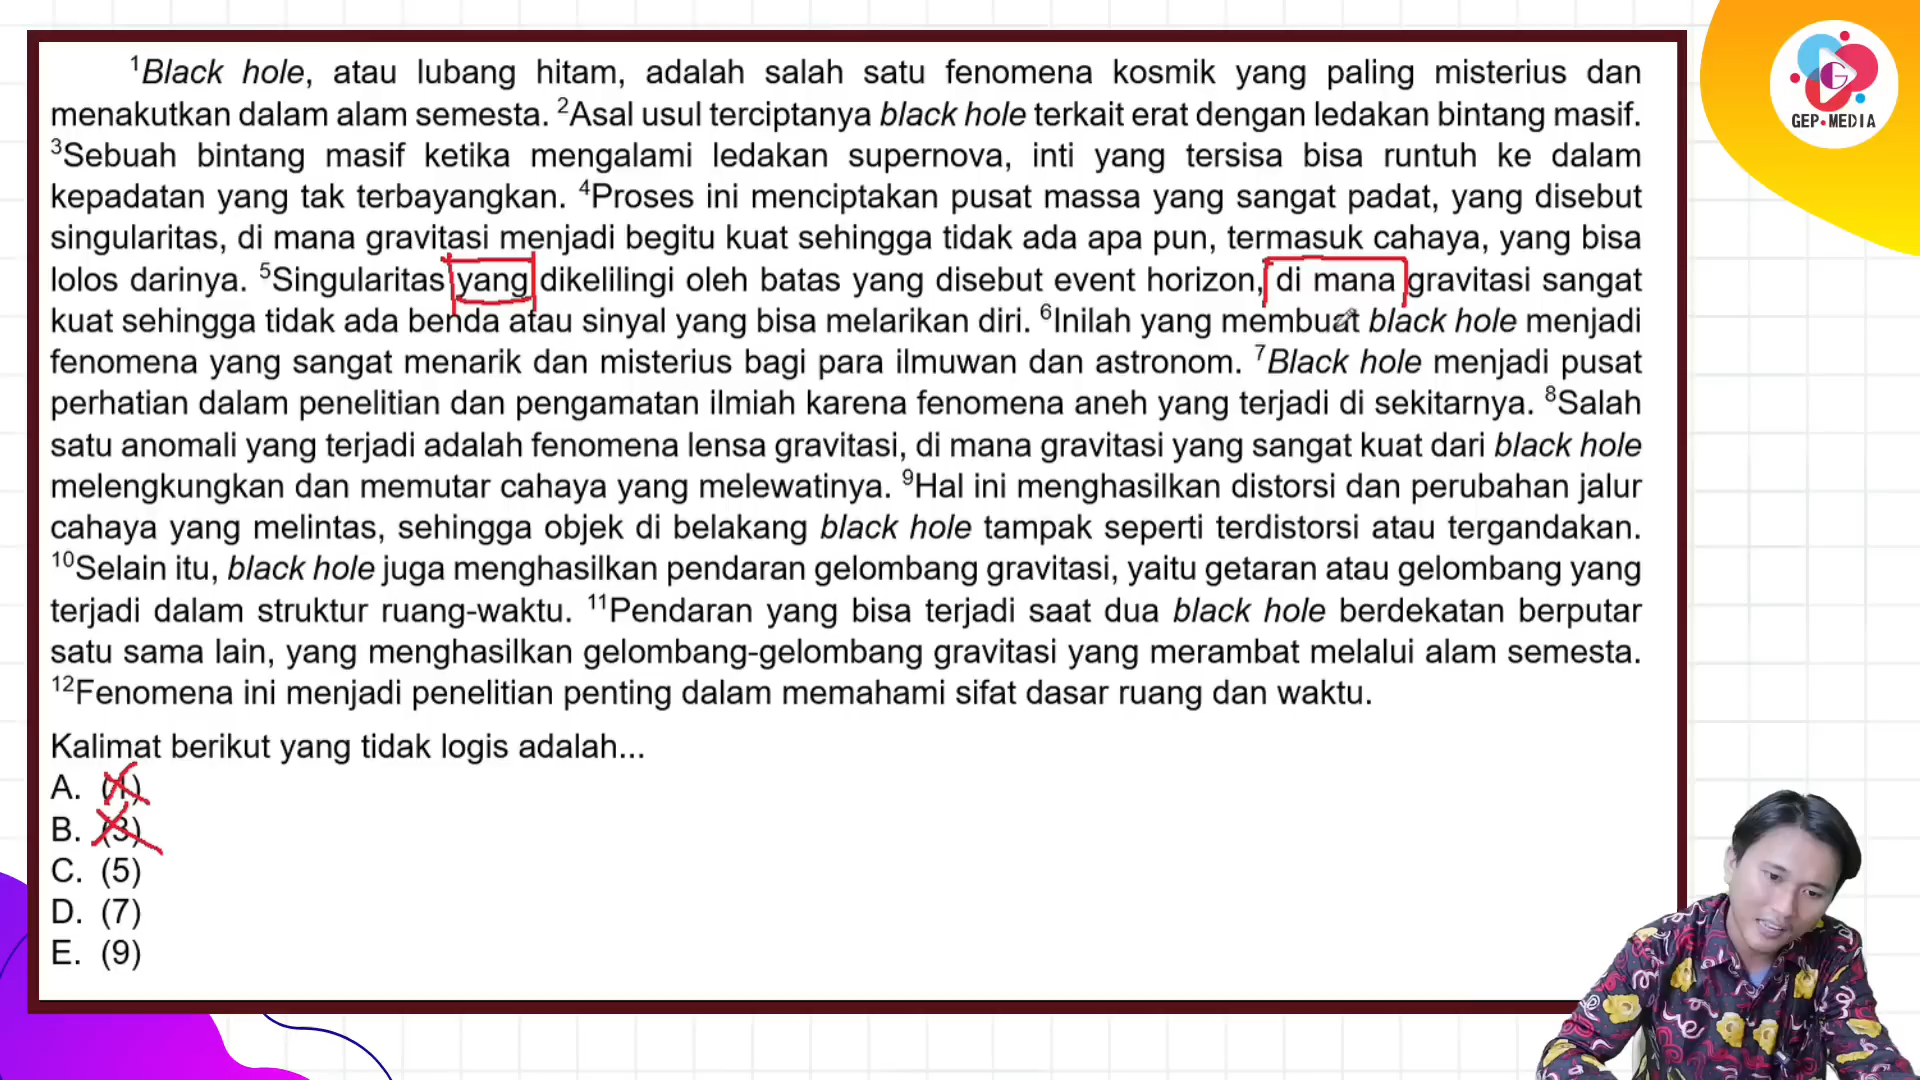 ¹Black hole, atau lubang hitam, adalah salah satu fenomena kosmik yang paling misterius dan
menakutkan dalam alam semesta. ²Asal usul terciptanya black hole terkait erat dengan ledakan bintang masif.
³Sebuah bintang masif ketika mengalami ledakan supernova, inti yang tersisa bisa runtuh ke dalam
kepadatan yang tak terbayangkan. ⁴Proses ini menciptakan pusat massa yang sangat padat, yang disebut
singularitas, di mana gravitasi menjadi begitu kuat sehingga tidak ada apa pun, termasuk cahaya, yang bisa
lolos darinya. ⁵Singularitas yang dikelilingi oleh batas yang disebut event horizon, di mana gravitasi sangat
kuat sehingga tidak ada benda atau sinyal yang bisa melarikan diri. ⁶Inilah yang membuat black hole menjadi
fenomena yang sangat menarik dan misterius bagi para ilmuwan dan astronom. ⁷Black hole menjadi pusat
perhatian dalam penelitian dan pengamatan ilmiah karena fenomena aneh yang terjadi di sekitarnya. ⁸Salah
satu anomali yang terjadi adalah fenomena lensa gravitasi, di mana gravitasi yang sangat kuat dari black hole
melengkungkan dan memutar cahaya yang melewatinya. ⁹Hal ini menghasilkan distorsi dan perubahan jalur
cahaya yang melintas, sehingga objek di belakang black hole tampak seperti terdistorsi atau tergandakan.
¹⁰Selain itu, black hole juga menghasilkan pendaran gelombang gravitasi, yaitu getaran atau gelombang yang
terjadi dalam struktur ruang-waktu. ¹¹Pendaran yang bisa terjadi saat dua black hole berdekatan berputar
satu sama lain, yang menghasilkan gelombang-gelombang gravitasi yang merambat melalui alam semesta.
¹²Fenomena ini menjadi penelitian penting dalam memahami sifat dasar ruang dan waktu.
Kalimat berikut yang tidak logis adalah...
A. (1)
B. (3)
C. (5)
D. (7)
E. (9)
G
GEP•MEDIA